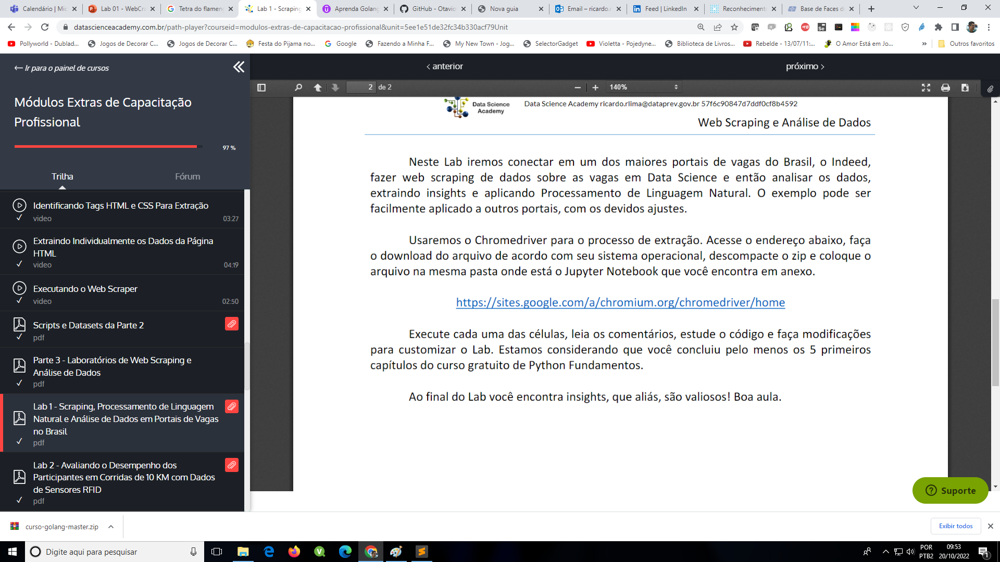 Calendário | Mic
Lab 01 - WebCra
Tetra do flameng
Lab 1 - Scraping
Aprenda Golang
GitHub - Otavio
Nova guia
Email – ricardo.r
Feed | LinkedIn
Reconhecimento
Base de Faces d
datascienceacademy.com.br/path-player?courseid=modulos-extras-de-capacitacao-profissional&unit=5ee1e51de32fc34b330acf79Unit
Pollyworld - Dublad...
Jogos de Decorar C...
Jogos de Decorar C...
Festa do Pijama no...
Google
Fazendo a Minha F...
My New Town - Jog...
SelectorGadget
Violetta - Pojedyne...
Biblioteca de Livros...
Rebelde - 13/07/11:...
O Amor Está em Jo...
»
Outros favoritos
← Ir para o painel de cursos
‹ anterior
próximo ›
2 de 2
140%
Módulos Extras de Capacitação
Profissional
97 %
Trilha
Fórum
Identificando Tags HTML e CSS Para Extração
video 03:27
Extraindo Individualmente os Dados da Página
HTML
video 04:19
Executando o Web Scraper
video 02:50
Scripts e Datasets da Parte 2
pdf
Parte 3 - Laboratórios de Web Scraping e
Análise de Dados
pdf
Lab 1 - Scraping, Processamento de Linguagem
Natural e Análise de Dados em Portais de Vagas
no Brasil
pdf
Lab 2 - Avaliando o Desempenho dos
Participantes em Corridas de 10 KM com Dados
de Sensores RFID
pdf
Data Science
Academy
Data Science Academy ricardo.rlima@dataprev.gov.br 57f6c90847d7ddf0cf8b4592
Web Scraping e Análise de Dados
Neste Lab iremos conectar em um dos maiores portais de vagas do Brasil, o Indeed,
fazer web scraping de dados sobre as vagas em Data Science e então analisar os dados,
extraindo insights e aplicando Processamento de Linguagem Natural. O exemplo pode ser
facilmente aplicado a outros portais, com os devidos ajustes.
Usaremos o Chromedriver para o processo de extração. Acesse o endereço abaixo, faça
o download do arquivo de acordo com seu sistema operacional, descompacte o zip e coloque o
arquivo na mesma pasta onde está o Jupyter Notebook que você encontra em anexo.
https://sites.google.com/a/chromium.org/chromedriver/home
Execute cada uma das células, leia os comentários, estude o código e faça modificações
para customizar o Lab. Estamos considerando que você concluiu pelo menos os 5 primeiros
capítulos do curso gratuito de Python Fundamentos.
Ao final do Lab você encontra insights, que aliás, são valiosos! Boa aula.
Suporte
curso-golang-master.zip
Exibir todos
Digite aqui para pesquisar
POR
PTB2
09:53
20/10/2022
1